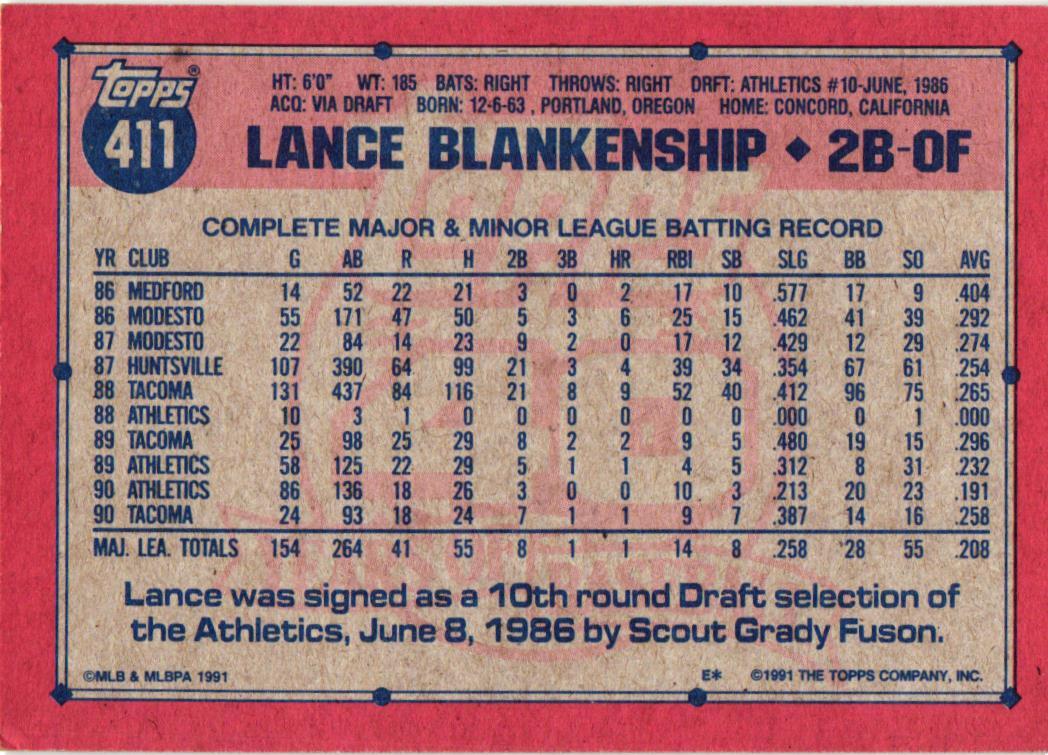 TOPPS®
411
HT: 6'0" WT: 185 BATS: RIGHT THROWS: RIGHT DRFT: ATHLETICS #10-JUNE, 1986
ACQ: VIA DRAFT BORN: 12-6-63 , PORTLAND, OREGON HOME: CONCORD, CALIFORNIA
LANCE BLANKENSHIP ◆ 2B-OF
COMPLETE MAJOR & MINOR LEAGUE BATTING RECORD
YR CLUB G AB R H 2B 3B HR RBI SB SLG BB SO AVG
86 MEDFORD 14 52 22 21 3 0 2 17 10 .577 17 9 .404
86 MODESTO 55 171 47 50 5 3 6 25 15 .462 41 39 .292
87 MODESTO 22 84 14 23 9 2 0 17 12 .429 12 29 .274
87 HUNTSVILLE 107 390 64 99 21 3 4 39 34 .354 67 61 .254
88 TACOMA 131 437 84 116 21 8 9 52 40 .412 96 75 .265
88 ATHLETICS 10 3 1 0 0 0 0 0 0 .000 0 1 .000
89 TACOMA 25 98 25 29 8 2 2 9 5 .480 19 15 .296
89 ATHLETICS 58 125 22 29 5 1 1 4 5 .312 8 31 .232
90 ATHLETICS 86 136 18 26 3 0 0 10 3 .213 20 23 .191
90 TACOMA 24 93 18 24 7 1 1 9 7 .387 14 16 .258
MAJ. LEA. TOTALS 154 264 41 55 8 1 1 14 8 .258 28 55 .208
Lance was signed as a 10th round Draft selection of
the Athletics, June 8, 1986 by Scout Grady Fuson.
©MLB & MLBPA 1991 E* ©1991 THE TOPPS COMPANY, INC.